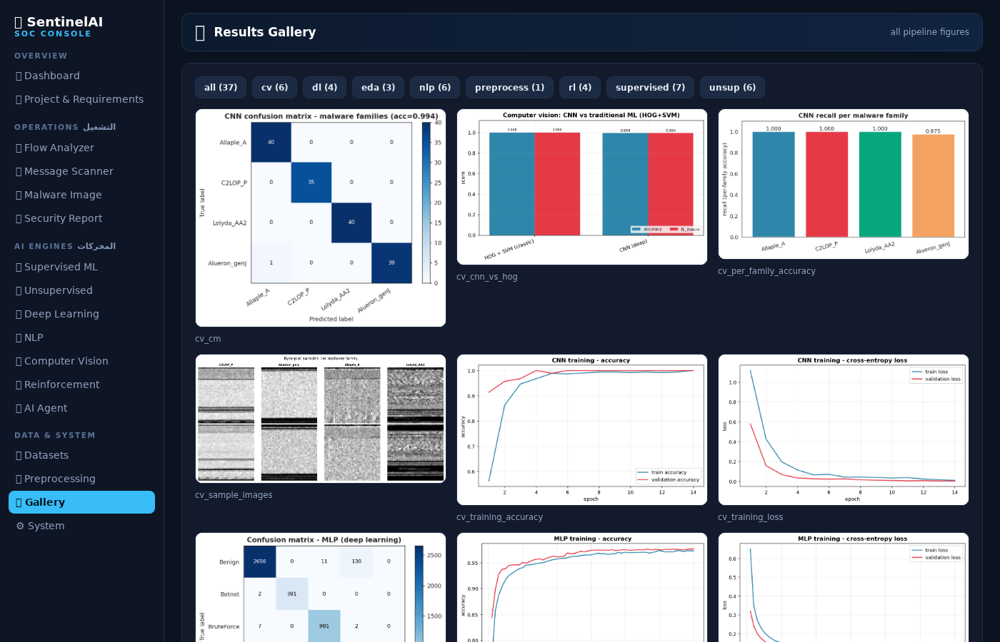 SentinelAI
SOC CONSOLE
OVERVIEW
Dashboard
Project & Requirements
OPERATIONS التشغيل
Flow Analyzer
Message Scanner
Malware Image
Security Report
AI ENGINES المحركات
Supervised ML
Unsupervised
Deep Learning
NLP
Computer Vision
Reinforcement
AI Agent
DATA & SYSTEM
Datasets
Preprocessing
Gallery
System
Results Gallery
all pipeline figures
all (37)
cv (6)
dl (4)
eda (3)
nlp (6)
preprocess (1)
rl (4)
supervised (7)
unsup (6)
CNN confusion matrix - malware families (acc=0.994)
True label
Allaple_A
40 0 0 0
C2LOP_P
0 35 0 0
Lolyda_AA2
0 0 40 0
Alueron_genJ
1 0 0 39
Allaple_A C2LOP_P Lolyda_AA2 Alueron_genJ
Predicted label
40
35
30
25
20
15
10
5
0
cv_cm
Computer vision: CNN vs traditional ML (HOG+SVM)
1.000 1.000 0.994 0.994
score
1.0
0.8
0.6
0.4
0.2
0.0
accuracy f1_macro
HOG + SVM (classic) CNN (deep)
cv_cnn_vs_hog
CNN recall per malware family
1.000 1.000 1.000 0.975
recall (per-family accuracy)
1.0
0.8
0.6
0.4
0.2
0.0
Allaple_A C2LOP_P Lolyda_AA2 Alueron_genJ
cv_per_family_accuracy
Byte-plot samples per malware family
C2LOP_P Alueron_genJ Allaple_A Lolyda_AA2
cv_sample_images
CNN training - accuracy
accuracy
1.0
0.9
0.8
0.7
0.6
train accuracy
validation accuracy
2 4 6 8 10 12 14
epoch
cv_training_accuracy
CNN training - cross-entropy loss
loss
1.0
0.8
0.6
0.4
0.2
0.0
train loss
validation loss
2 4 6 8 10 12 14
epoch
cv_training_loss
Confusion matrix - MLP (deep learning)
True label
Benign
2656 0 11 130 0
Botnet
2 391 0 0 0
BruteForce
7 0 991 2 0
2500
2000
1500
MLP training - accuracy
accuracy
0.95
0.90
0.85
0.80
MLP training - cross-entropy loss
loss
0.6
0.5
0.4
0.3
0.2
train loss
validation loss